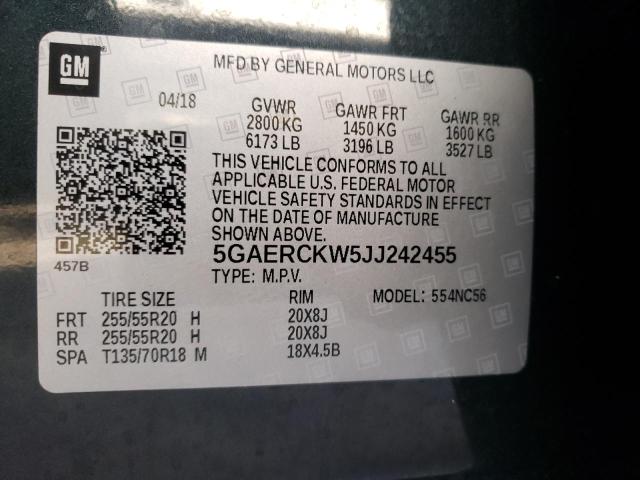 GM
MFD BY GENERAL MOTORS LLC
04/18
GVWR GAWR FRT GAWR RR
2800 KG 1450 KG 1600 KG
6173 LB 3196 LB 3527 LB
THIS VEHICLE CONFORMS TO ALL
APPLICABLE U.S. FEDERAL MOTOR
VEHICLE SAFETY STANDARDS IN EFFECT
ON THE DATE OF MANUFACTURE
SHOWN ABOVE.
457B
5GAERCKW5JJ242455
TYPE: M.P.V.
TIRE SIZE RIM MODEL: 554NC56
FRT 255/55R20 H 20X8J
RR 255/55R20 H 20X8J
SPA T135/70R18 M 18X4.5B